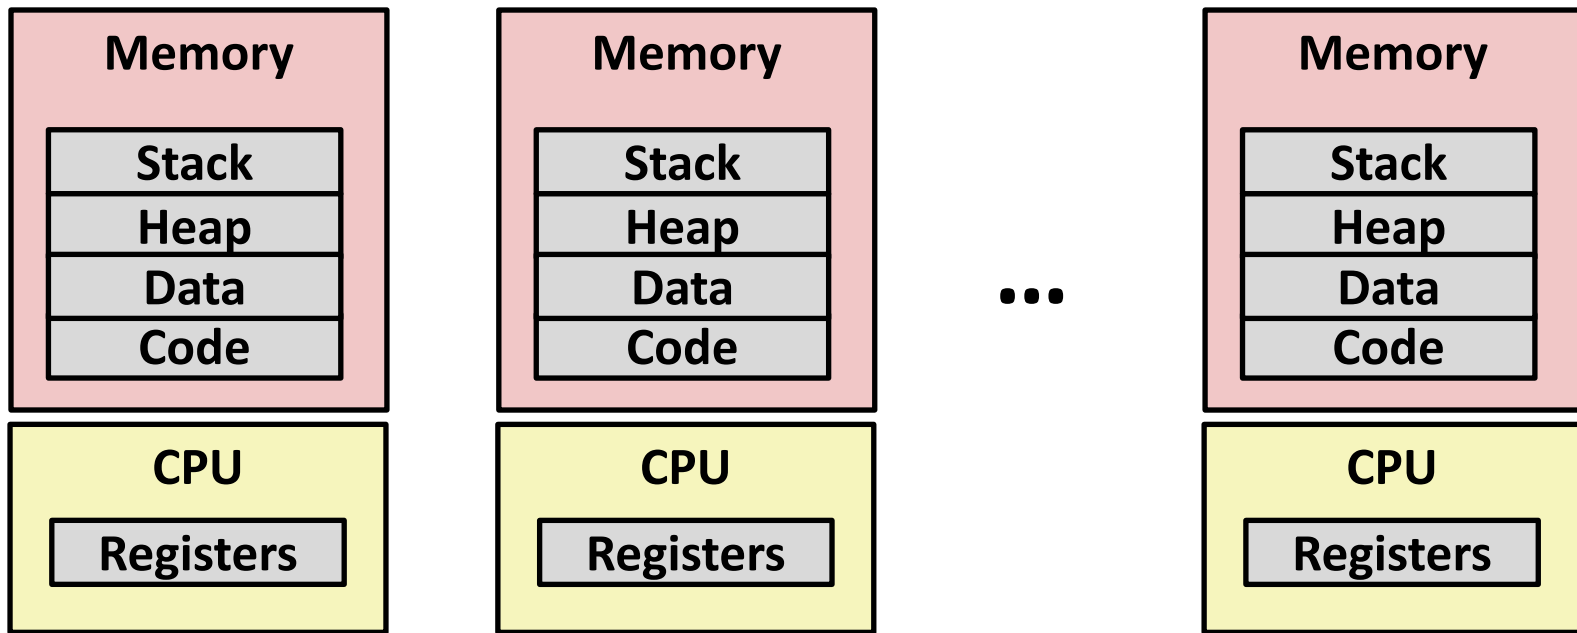 Memory
Stack
Heap
Data
Code
CPU
Registers
Memory
Stack
Heap
Data
Code
CPU
Registers
...
Memory
Stack
Heap
Data
Code
CPU
Registers